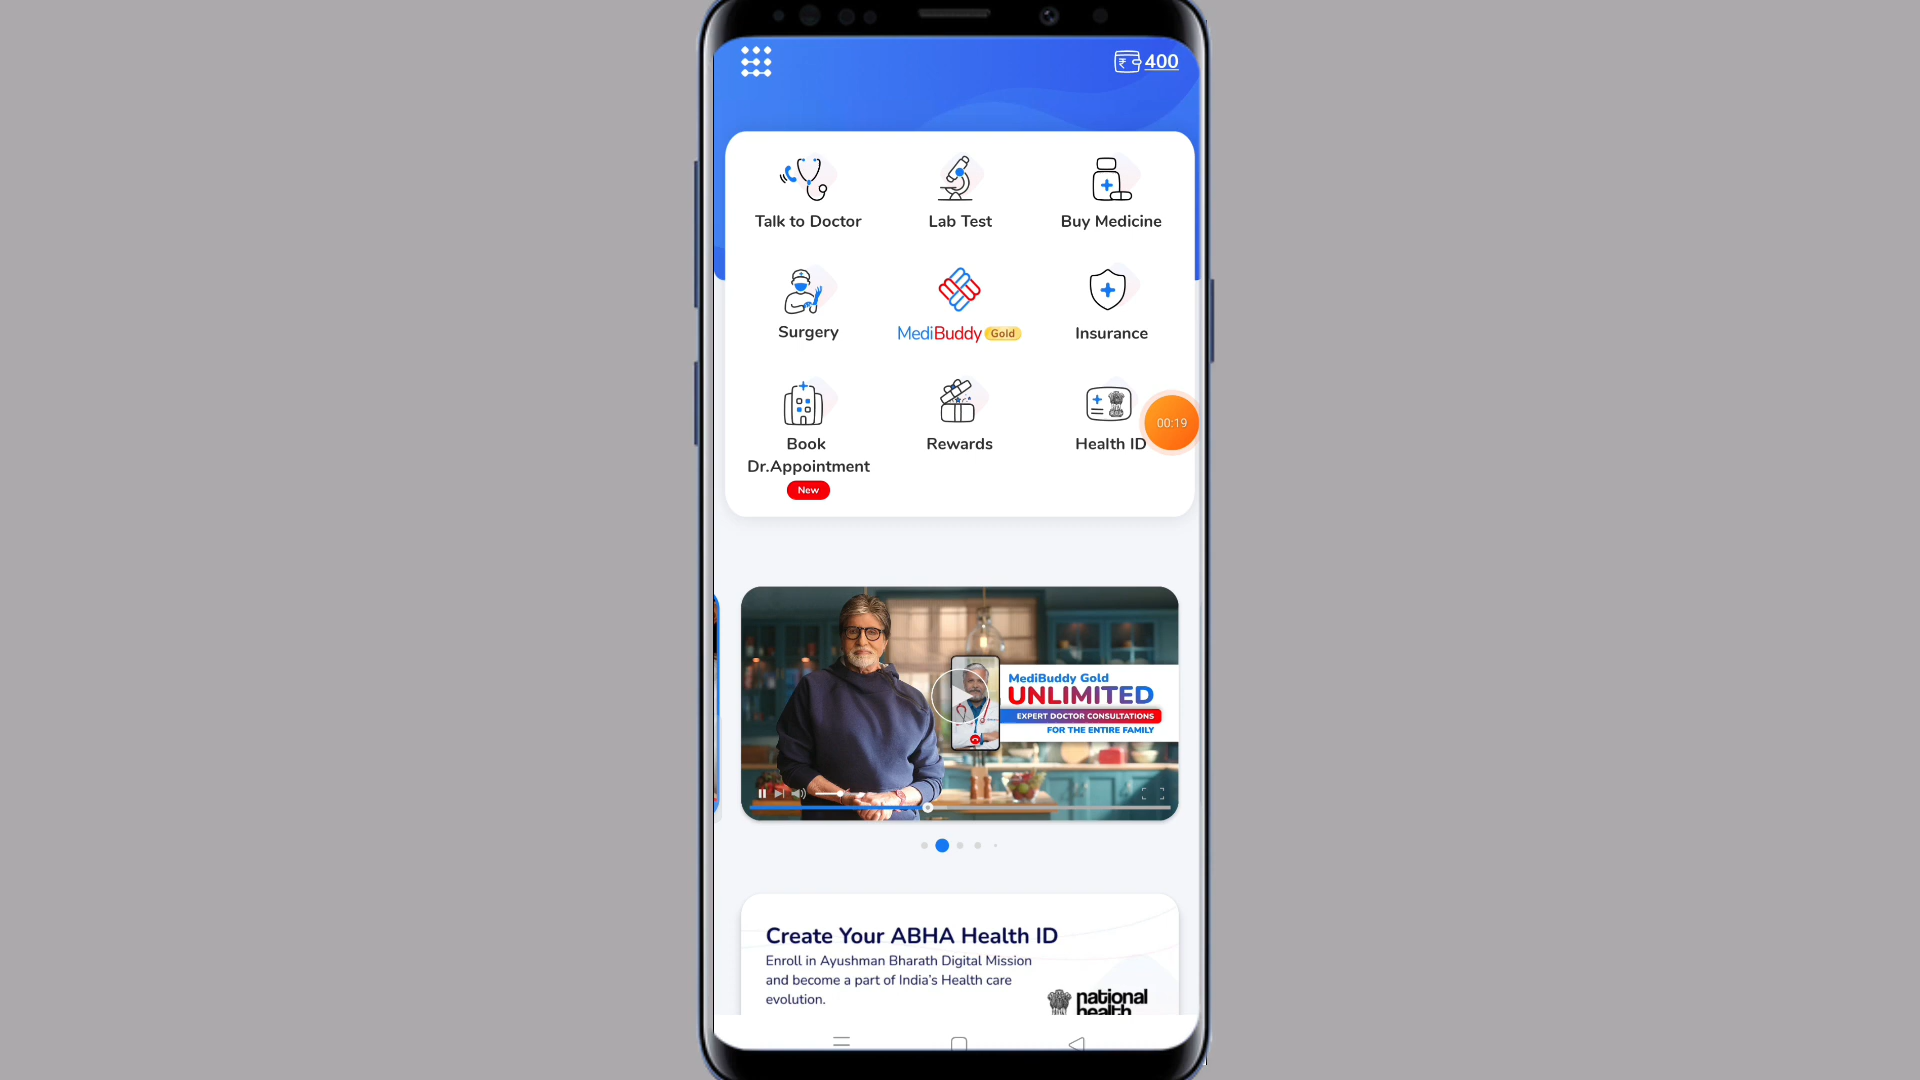 400
Talk to Doctor
Lab Test
Buy Medicine
Surgery
MediBuddy Gold
Insurance
Book
Dr.Appointment
New
Rewards
Health ID
00:19
MediBuddy Gold
UNLIMITED
EXPERT DOCTOR CONSULTATIONS
FOR THE ENTIRE FAMILY
Create Your ABHA Health ID
Enroll in Ayushman Bharath Digital Mission
and become a part of India's Health care
evolution.
national
health